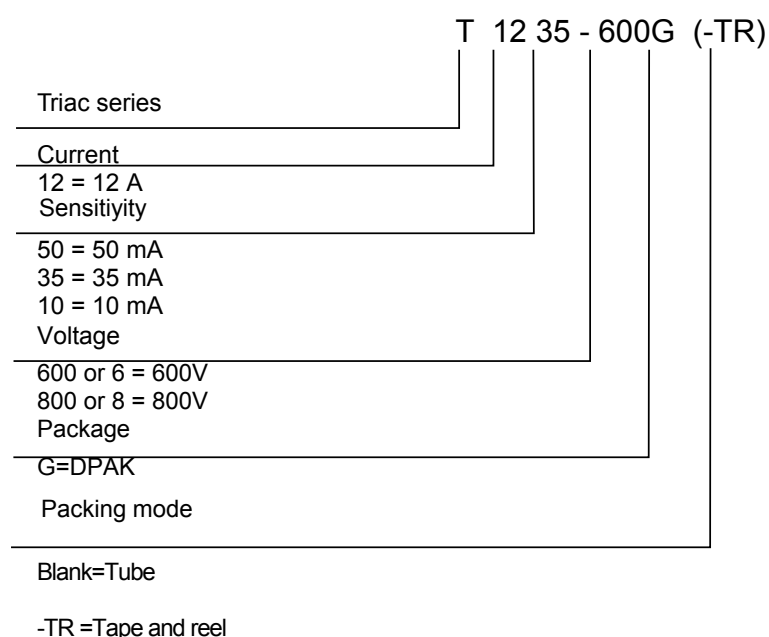 T 12 35 - 600G (-TR)
Triac series
Current
12 = 12 A
Sensitiyity
50 = 50 mA
35 = 35 mA
10 = 10 mA
Voltage
600 or 6 = 600V
800 or 8 = 800V
Package
G=DPAK
Packing mode
Blank=Tube
-TR =Tape and reel